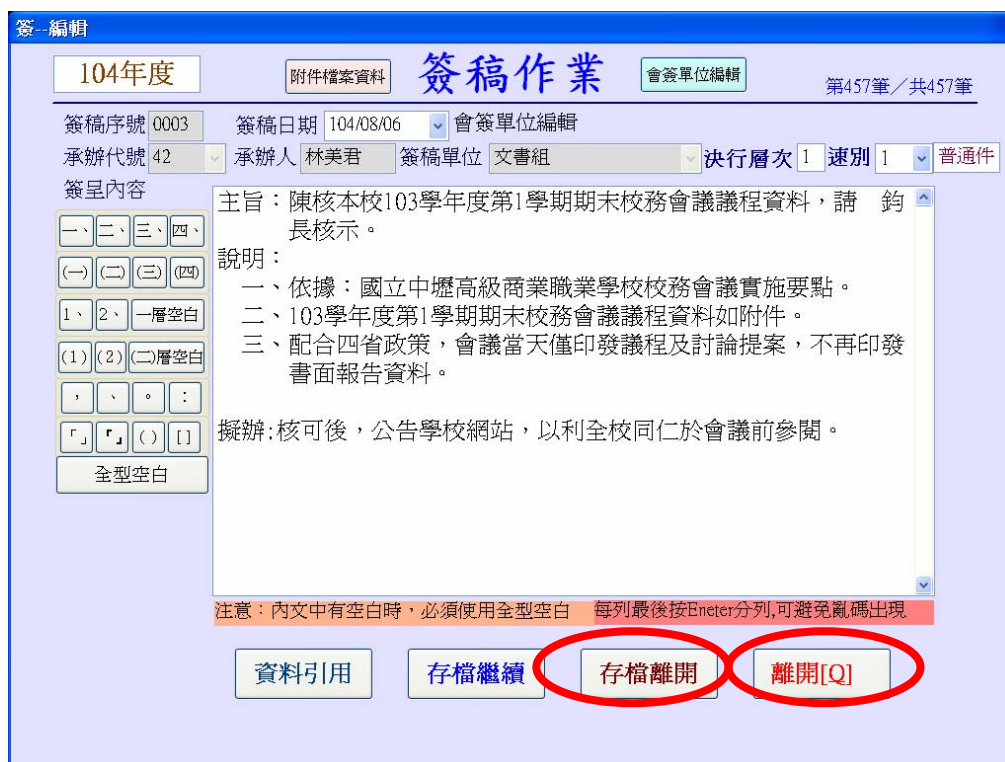 簽--編輯
104年度 附件檔案資料 簽稿作業 會簽單位編輯 第457筆／共457筆
簽稿序號 0003 簽稿日期 104/08/06 會簽單位編輯
承辦代號 42 承辦人 林美君 簽稿單位 文書組 決行層次 1 速別 1 普通件
簽呈內容
一、 二、 三、 四、
(一) (二) (三) (四)
1、 2、 一層空白
(1) (2) (二)層空白
， 、 。 ：
「」 『』 () []
全型空白
主旨：陳核本校103學年度第1學期期末校務會議議程資料，請　鈞
長核示。
說明：
一、依據：國立中壢高級商業職業學校校務會議實施要點。
二、103學年度第1學期期末校務會議議程資料如附件。
三、配合四省政策，會議當天僅印發議程及討論提案，不再印發
書面報告資料。
擬辦:核可後，公告學校網站，以利全校同仁於會議前參閱。
注意：內文中有空白時，必須使用全型空白 每列最後按Eneter分列,可避免亂碼出現
資料引用 存檔繼續 存檔離開 離開[Q]